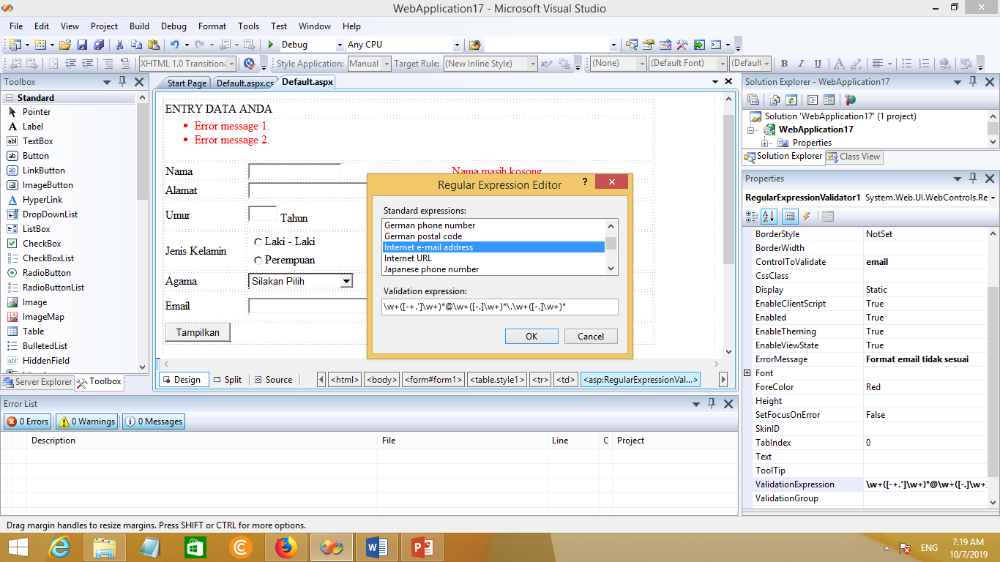 WebApplication17 - Microsoft Visual Studio
File Edit View Project Build Debug Format Tools Test Window Help
Debug Any CPU
XHTML 1.0 Transition Style Application: Manual Target Rule: (New Inline Style) (None) (Default Font) (Default B I U A
Toolbox
Standard
Pointer
Label
TextBox
Button
LinkButton
ImageButton
HyperLink
DropDownList
ListBox
CheckBox
CheckBoxList
RadioButton
RadioButtonList
Image
ImageMap
Table
BulletedList
HiddenField
Server Explorer Toolbox
Start Page Default.aspx.cs Default.aspx
ENTRY DATA ANDA
• Error message 1.
• Error message 2.
Nama Nama masih kosong
Alamat
Umur Tahun
Jenis Kelamin Laki - Laki
Perempuan
Agama Silakan Pilih
Email
Tampilkan
Regular Expression Editor ?
Standard expressions:
German phone number
German postal code
Internet e-mail address
Internet URL
Japanese phone number
Validation expression:
\w+([-+.']\w+)*@\w+([-.]\w+)*\.\w+([-.]\w+)*
OK Cancel
Design Split Source <html> <body> <form#form1> <table.style1> <tr> <td> <asp:RegularExpressionVal...>
Solution Explorer - WebApplication17
Solution 'WebApplication17' (1 project)
WebApplication17
Properties
Solution Explorer Class View
Properties
RegularExpressionValidator1 System.Web.UI.WebControls.Re
BorderStyle NotSet
BorderWidth
ControlToValidate email
CssClass
Display Static
EnableClientScript True
Enabled True
EnableTheming True
EnableViewState True
ErrorMessage Format email tidak sesuai
Font
ForeColor Red
Height
SetFocusOnError False
SkinID
TabIndex 0
Text
ToolTip
ValidationExpression \w+([-+.']\w+)*@\w+([-.]\w+
ValidationGroup
Error List
0 Errors 0 Warnings 0 Messages
Description File Line C Project
Drag margin handles to resize margins. Press SHIFT or CTRL for more options.
ENG 7:19 AM
10/7/2019